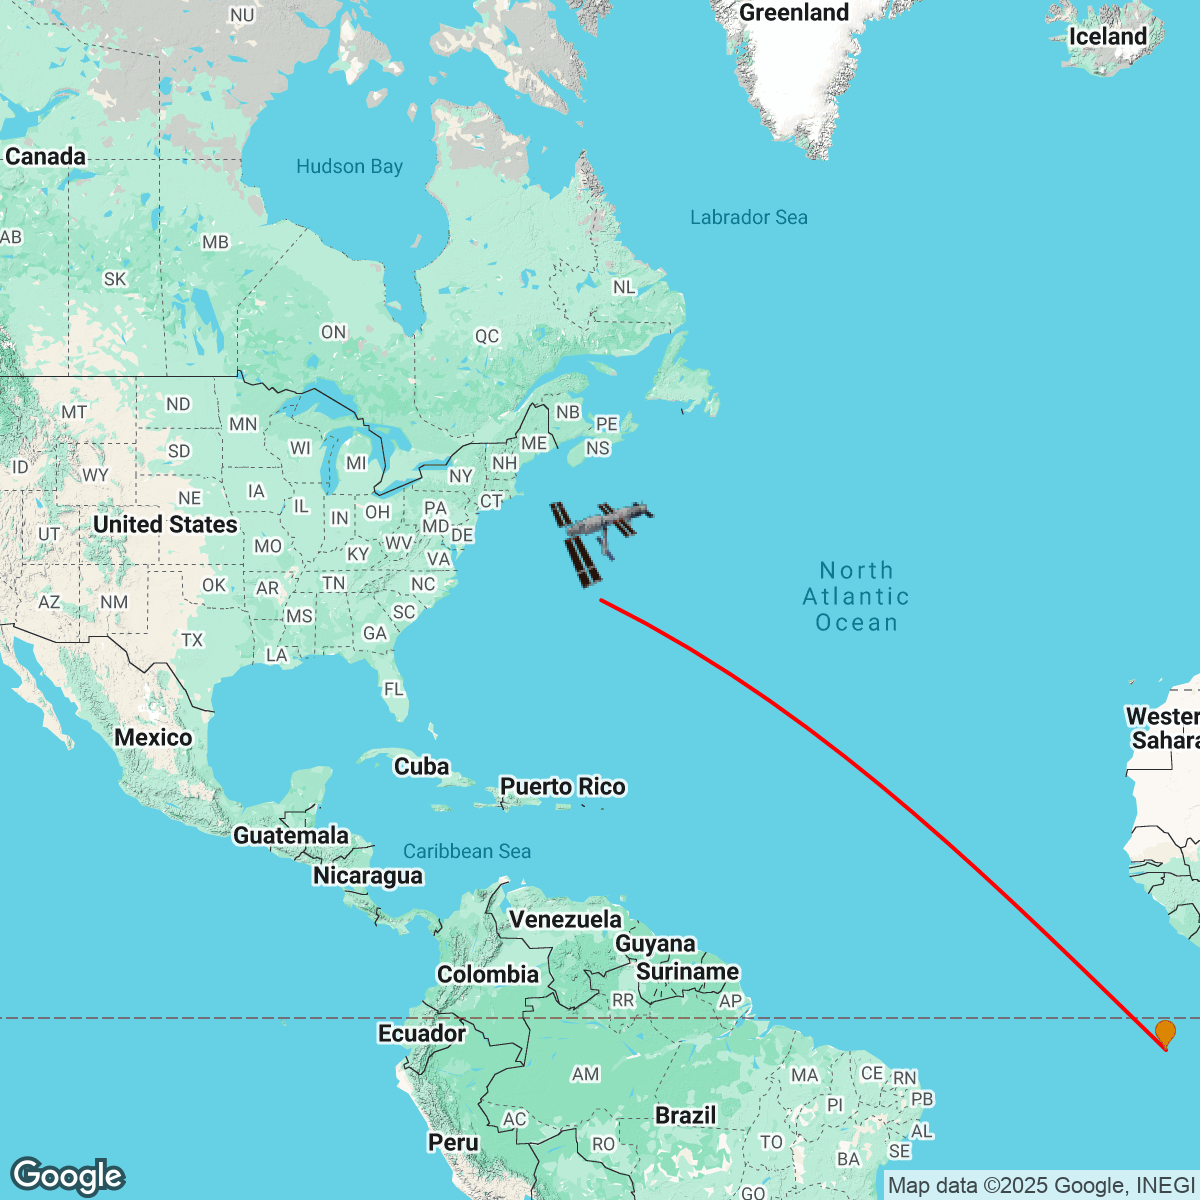 NU
Greenland
Iceland
Canada
Hudson Bay
Labrador Sea
AB
MB
SK
NL
ON
QC
MT
ND
MN
NB
PE
NS
ME
WI
MI
NH
NY
ID
WY
SD
NE
IA
IL
IN
OH
PA
CT
MD
DE
United States
UT
MO
KY
WV
VA
North
Atlantic
Ocean
AZ
NM
OK
AR
TN
NC
SC
MS
GA
TX
LA
FL
Wester
Sahara
Mexico
Cuba
Puerto Rico
Guatemala
Caribbean Sea
Nicaragua
Venezuela
Guyana
Suriname
Colombia
RR
AP
Ecuador
AM
MA
CE
RN
PB
PI
AL
AC
Brazil
Peru
RO
TO
BA
SE
GO
Google
Map data ©2025 Google, INEGI